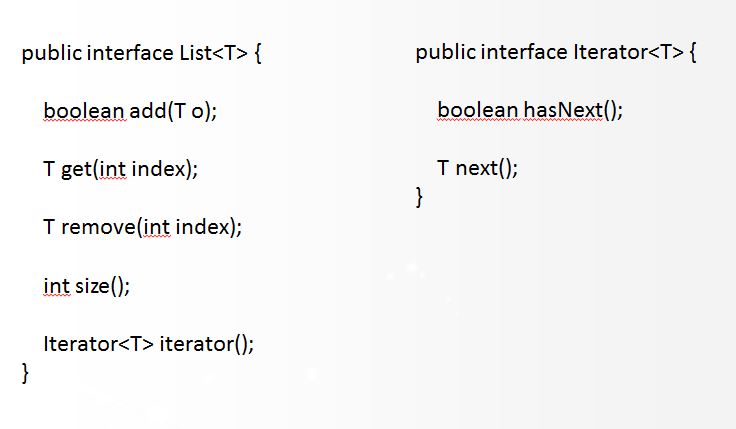 public interface List<T> {
boolean add(T o);
T get(int index);
T remove(int index);
int size();
Iterator<T> iterator();
}
public interface Iterator<T> {
boolean hasNext();
T next();
}